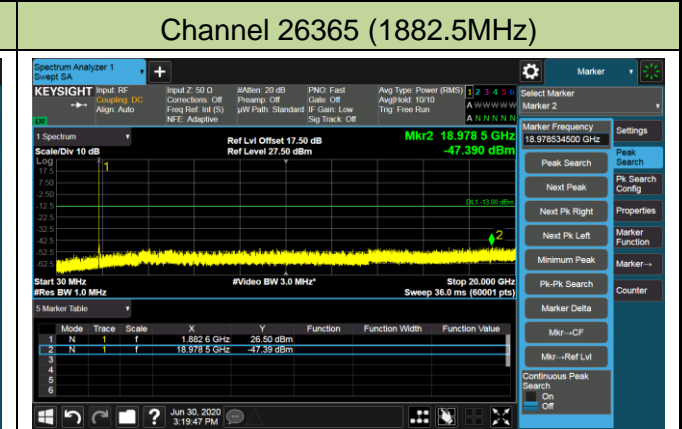 Channel 26365 (1882.5MHz)
Spectrum Analyzer 1
Swept SA
Marker
KEYSIGHT
Input: RF
Coupling: DC
Align: Auto
Input Z: 50 Ω
Corrections: Off
Freq Ref: Int (S)
NFE: Adaptive
#Atten: 20 dB
Preamp: Off
µW Path: Standard
PNO: Fast
Gate: Off
IF Gain: Low
Sig Track: Off
Avg Type: Power (RMS)
Avg|Hold: 10/10
Trig: Free Run
1 2 3 4 5 6
A W W W W W
A N N N N N
LXI
Select Marker
Marker 2
1 Spectrum
Scale/Div 10 dB
Ref Lvl Offset 17.50 dB
Ref Level 27.50 dBm
Mkr2 18.978 5 GHz
-47.390 dBm
Log
17.5
7.50
-2.50
-12.5
-22.5
-32.5
-42.5
-52.5
-62.5
1
DL1 -13.00 dBm
2
Start 30 MHz
#Res BW 1.0 MHz
#Video BW 3.0 MHz*
Stop 20.000 GHz
Sweep 36.0 ms (60001 pts)
5 Marker Table
Mode Trace Scale X Y Function Function Width Function Value
1 N 1 f 1.882 6 GHz 26.50 dBm
2 N 1 f 18.978 5 GHz -47.39 dBm
3
4
5
6
Marker Frequency
18.978534500 GHz
Peak Search
Next Peak
Next Pk Right
Next Pk Left
Minimum Peak
Pk-Pk Search
Marker Delta
Mkr→CF
Mkr→Ref Lvl
Continuous Peak
Search
On
Off
Settings
Peak
Search
Pk Search
Config
Properties
Marker
Function
Marker→
Counter
?
Jun 30, 2020
3:19:47 PM